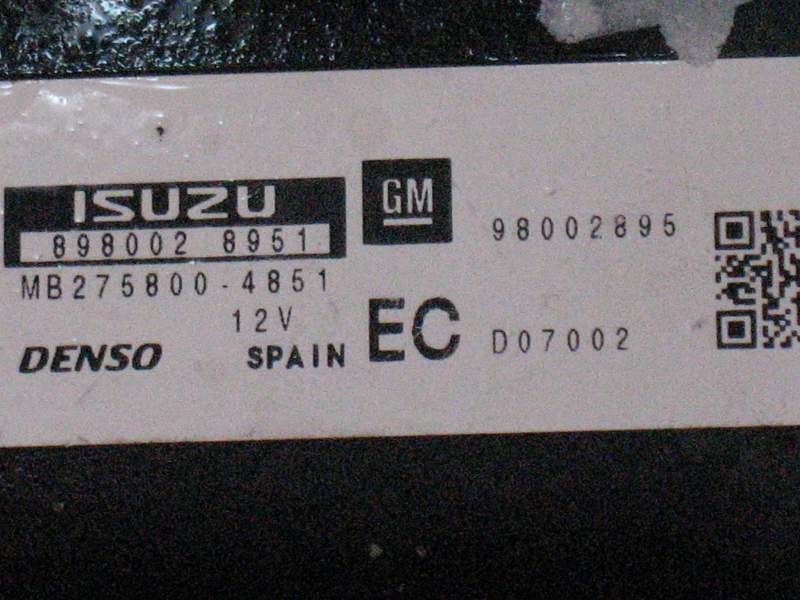 ISUZU
898002 8951
MB275800-4851
12V
DENSO SPAIN
GM
98002895
EC
D07002